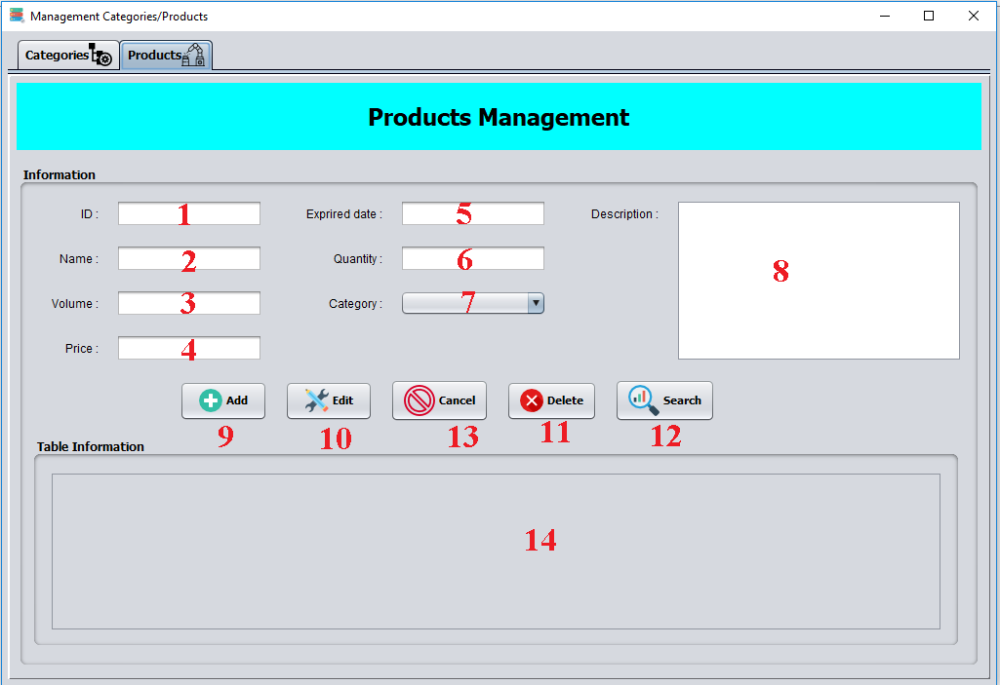 Management Categories/Products
Categories Products
Products Management
Information
ID : 1 Exprired date : 5 Description : 8
Name : 2 Quantity : 6
Volume : 3 Category : 7
Price : 4
Add Edit Cancel Delete Search
9 10 13 11 12
Table Information
14